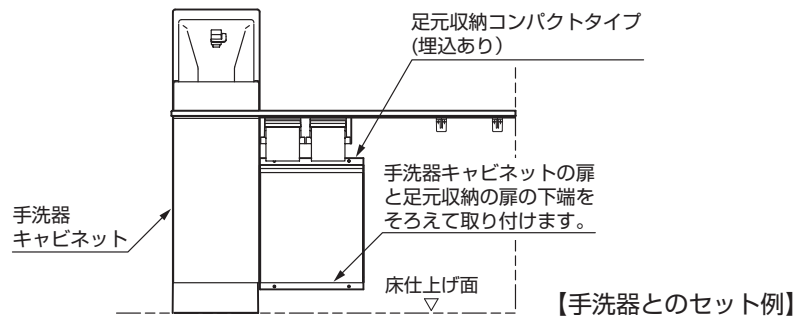 足元収納コンパクトタイプ
(埋込あり)
手洗器キャビネットの扉
と足元収納の扉の下端を
そろえて取り付けます。
手洗器
キャビネット
床仕上げ面
【手洗器とのセット例】